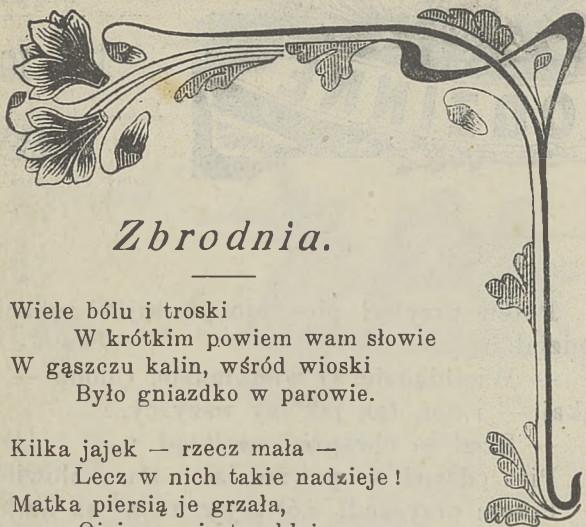 Zbrodnia.
Wiele bólu i troski
W krótkim powiem wam słowie
W gąszczu kalin, wśród wioski
Było gniazdko w parowie.
Kilka jajek — rzecz mała —
Lecz w nich takie nadzieje!
Matka piersią je grzała,